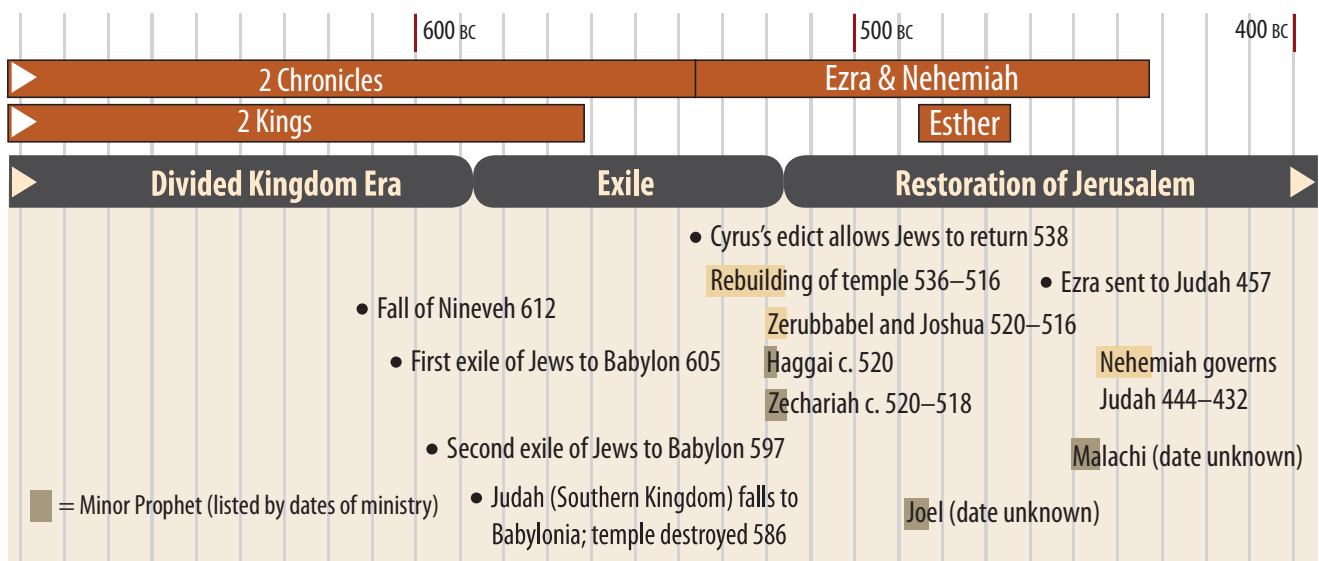 600 BC
500 BC
400 BC
2 Chronicles
Ezra & Nehemiah
2 Kings
Esther
Divided Kingdom Era
Exile
Restoration of Jerusalem
Cyrus's edict allows Jews to return 538
Rebuilding of temple 536–516
Ezra sent to Judah 457
Fall of Nineveh 612
Zerubbabel and Joshua 520–516
First exile of Jews to Babylon 605
Haggai c. 520
Nehemiah governs
Judah 444–432
Zechariah c. 520–518
Second exile of Jews to Babylon 597
Malachi (date unknown)
= Minor Prophet (listed by dates of ministry)
Judah (Southern Kingdom) falls to
Babylonia; temple destroyed 586
Joel (date unknown)